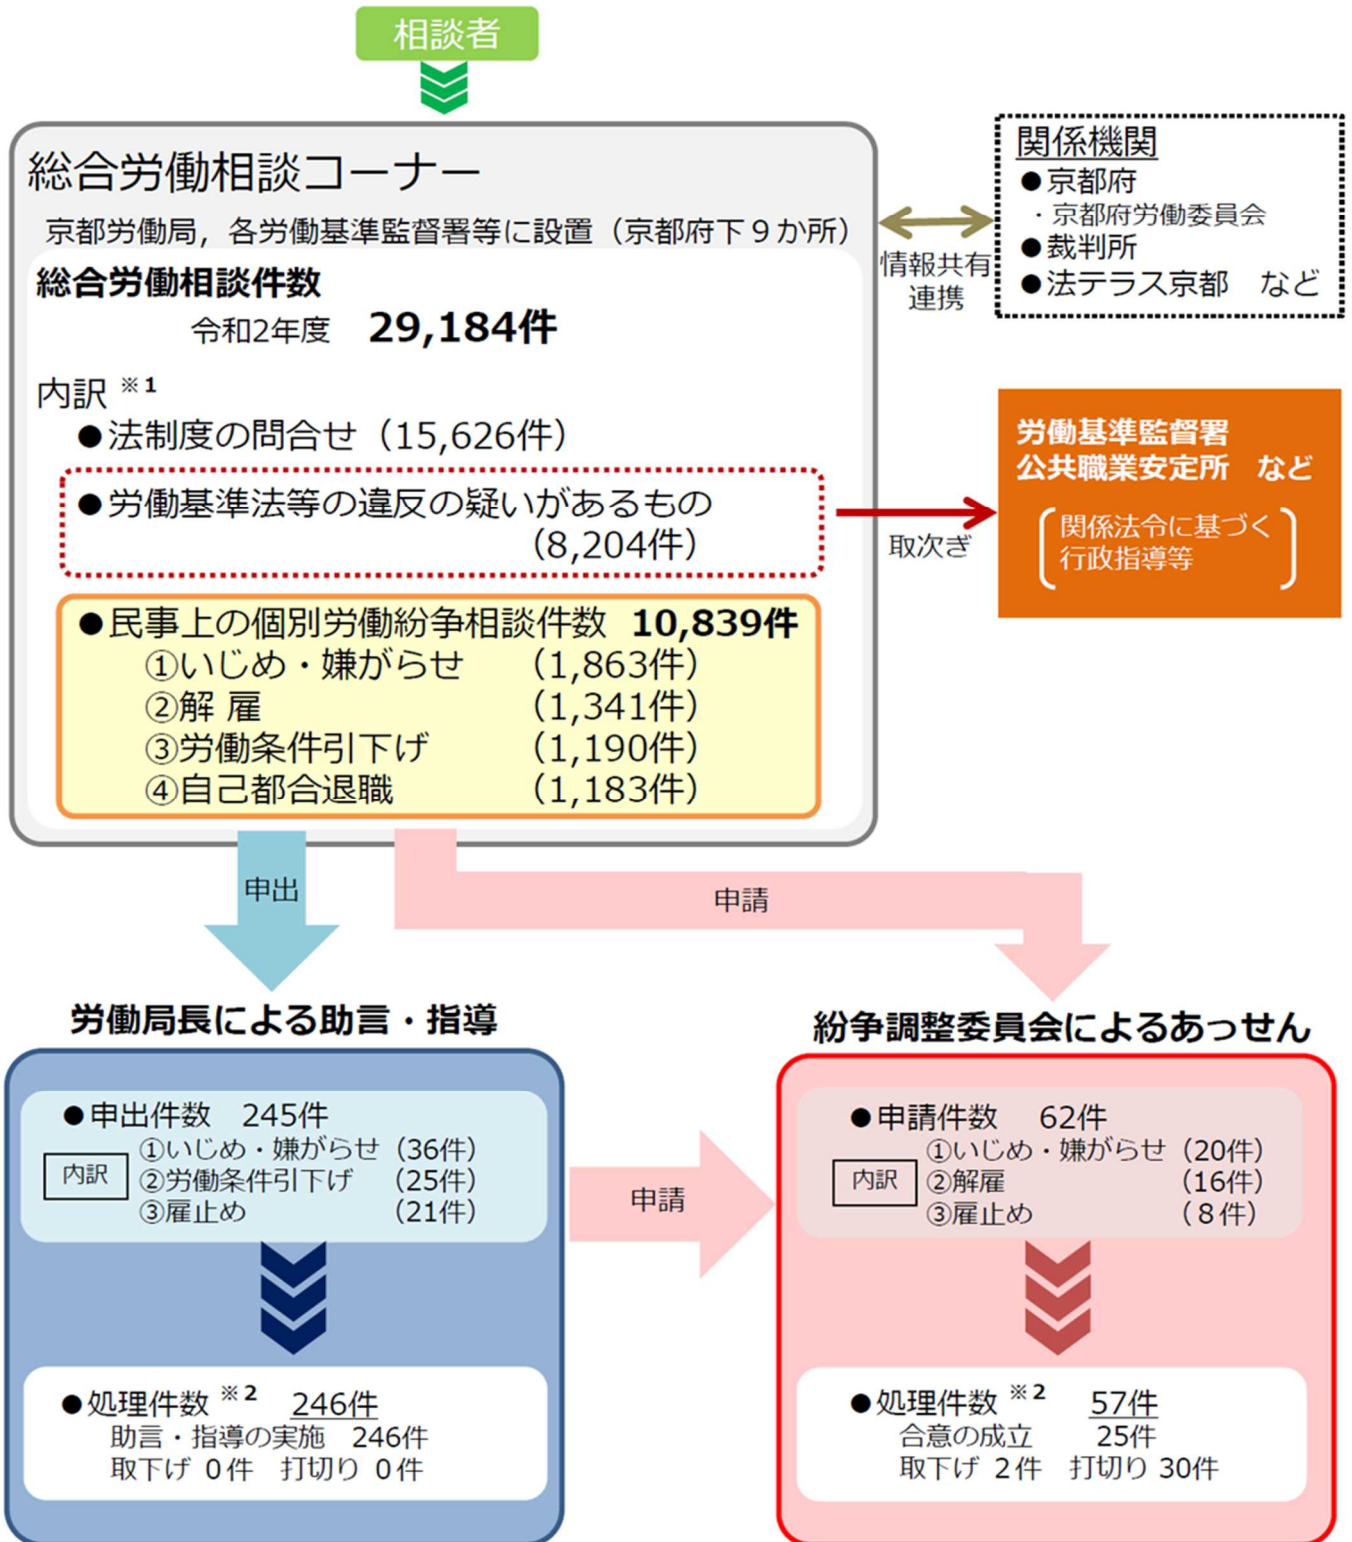 相談者
総合労働相談コーナー
京都労働局，各労働基準監督署等に設置（京都府下９か所）
総合労働相談件数
令和2年度　29,184件
内訳 ※1
●法制度の問合せ（15,626件）
●労働基準法等の違反の疑いがあるもの
（8,204件）
●民事上の個別労働紛争相談件数　10,839件
①いじめ・嫌がらせ　（1,863件）
②解 雇　（1,341件）
③労働条件引下げ　（1,190件）
④自己都合退職　（1,183件）
情報共有
連携
関係機関
●京都府
・京都府労働委員会
●裁判所
●法テラス京都　など
取次ぎ
労働基準監督署
公共職業安定所　など
関係法令に基づく
行政指導等
申出
申請
労働局長による助言・指導
●申出件数　245件
内訳
①いじめ・嫌がらせ（36件）
②労働条件引下げ　（25件）
③雇止め　（21件）
●処理件数 ※2　246件
助言・指導の実施　246件
取下げ ０件　打切り ０件
申請
紛争調整委員会によるあっせん
●申請件数　62件
内訳
①いじめ・嫌がらせ（20件）
②解雇　（16件）
③雇止め　（８件）
●処理件数 ※2　57件
合意の成立　25件
取下げ ２件　打切り 30件